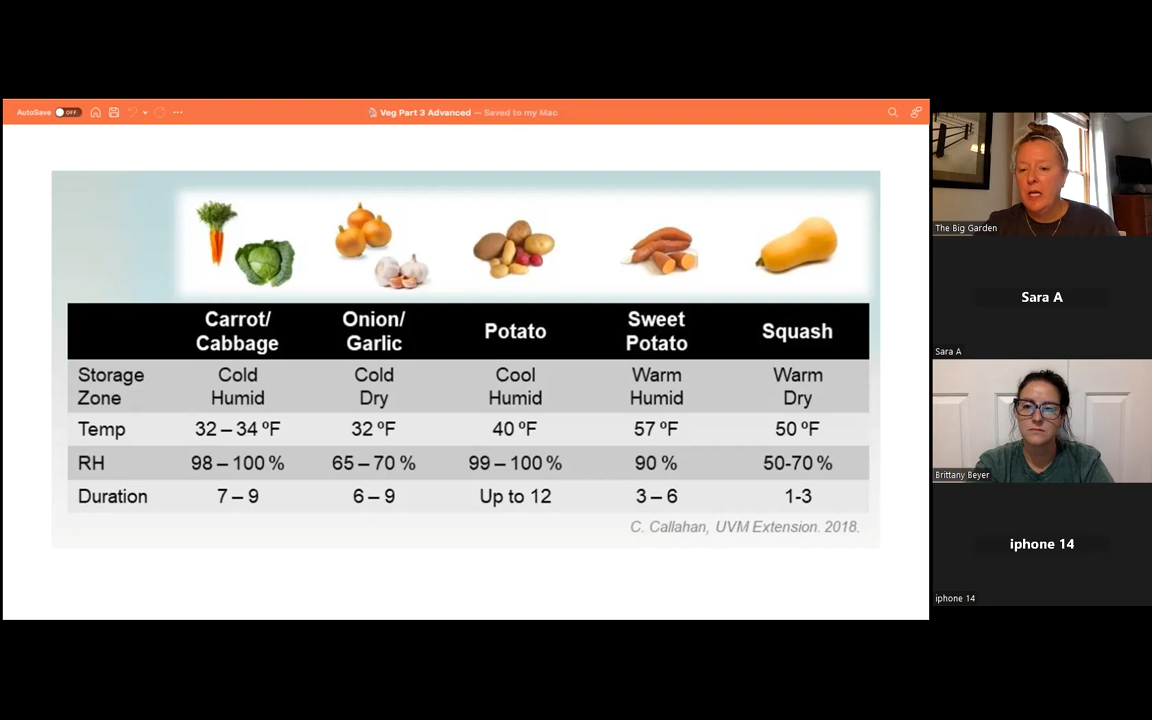 AutoSave OFF
Veg Part 3 Advanced — Saved to my Mac
Carrot/ Cabbage Onion/ Garlic Potato Sweet Potato Squash
Storage Zone Cold Humid Cold Dry Cool Humid Warm Humid Warm Dry
Temp 32 – 34 ºF 32 ºF 40 ºF 57 ºF 50 ºF
RH 98 – 100 % 65 – 70 % 99 – 100 % 90 % 50-70 %
Duration 7 – 9 6 – 9 Up to 12 3 – 6 1-3
C. Callahan, UVM Extension. 2018.
The Big Garden
Sara A
Sara A
Brittany Beyer
iphone 14
iphone 14